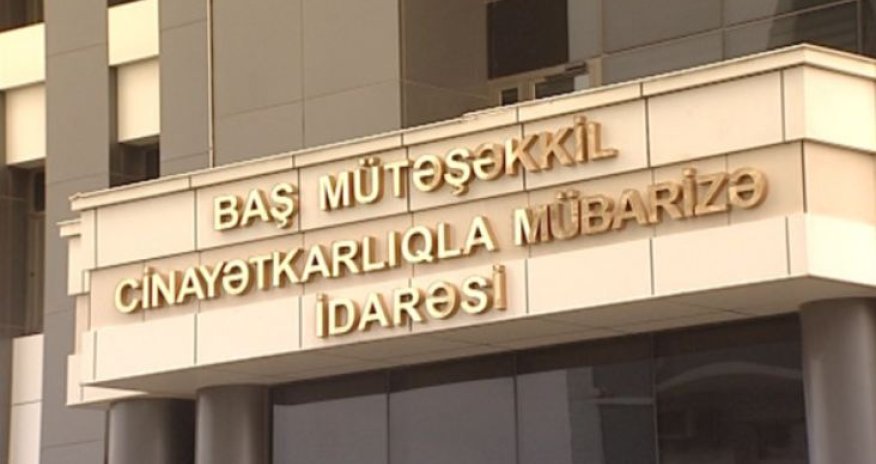 BAŞ MÜTƏŞƏKKİL
CİNAYƏTKARLIQLA MÜBARİZƏ
İDARƏSİ